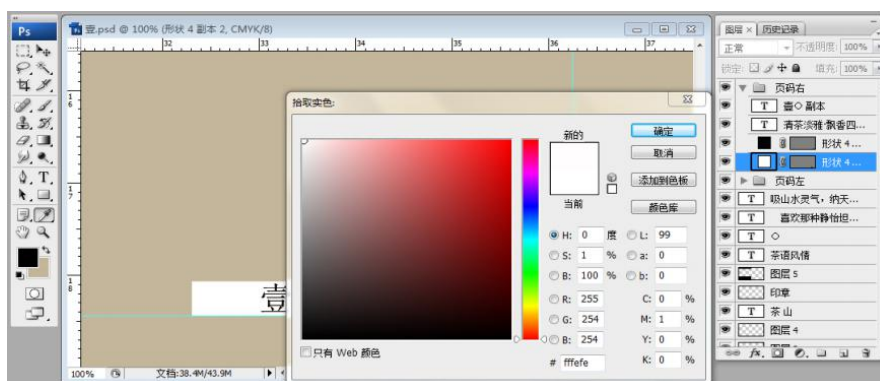 Ps
壹.psd @ 100% (形状 4 副本 2, CMYK/8)
32 33 34 35 36 37
16
17
18
壹
100% 文档:38.4M/43.9M
拾取实色:
新的
当前
确定
取消
添加到色板
颜色库
H: 0 度 L: 99
S: 1 % a: 0
B: 100 % b: 0
R: 255 C: 0 %
G: 254 M: 1 %
B: 254 Y: 0 %
# fffefe K: 0 %
只有 Web 颜色
图层 × 历史记录
正常 不透明度: 100%
锁定: 填充: 100%
页码右
T 壹◇ 副本
T 清茶淡雅·飘香四...
形状 4...
形状 4...
页码左
T 吸山水灵气，纳天...
T 喜欢那种静怡坦...
T ◇
T 茶语风情
图层 5
印章
T 茶山
图层 4